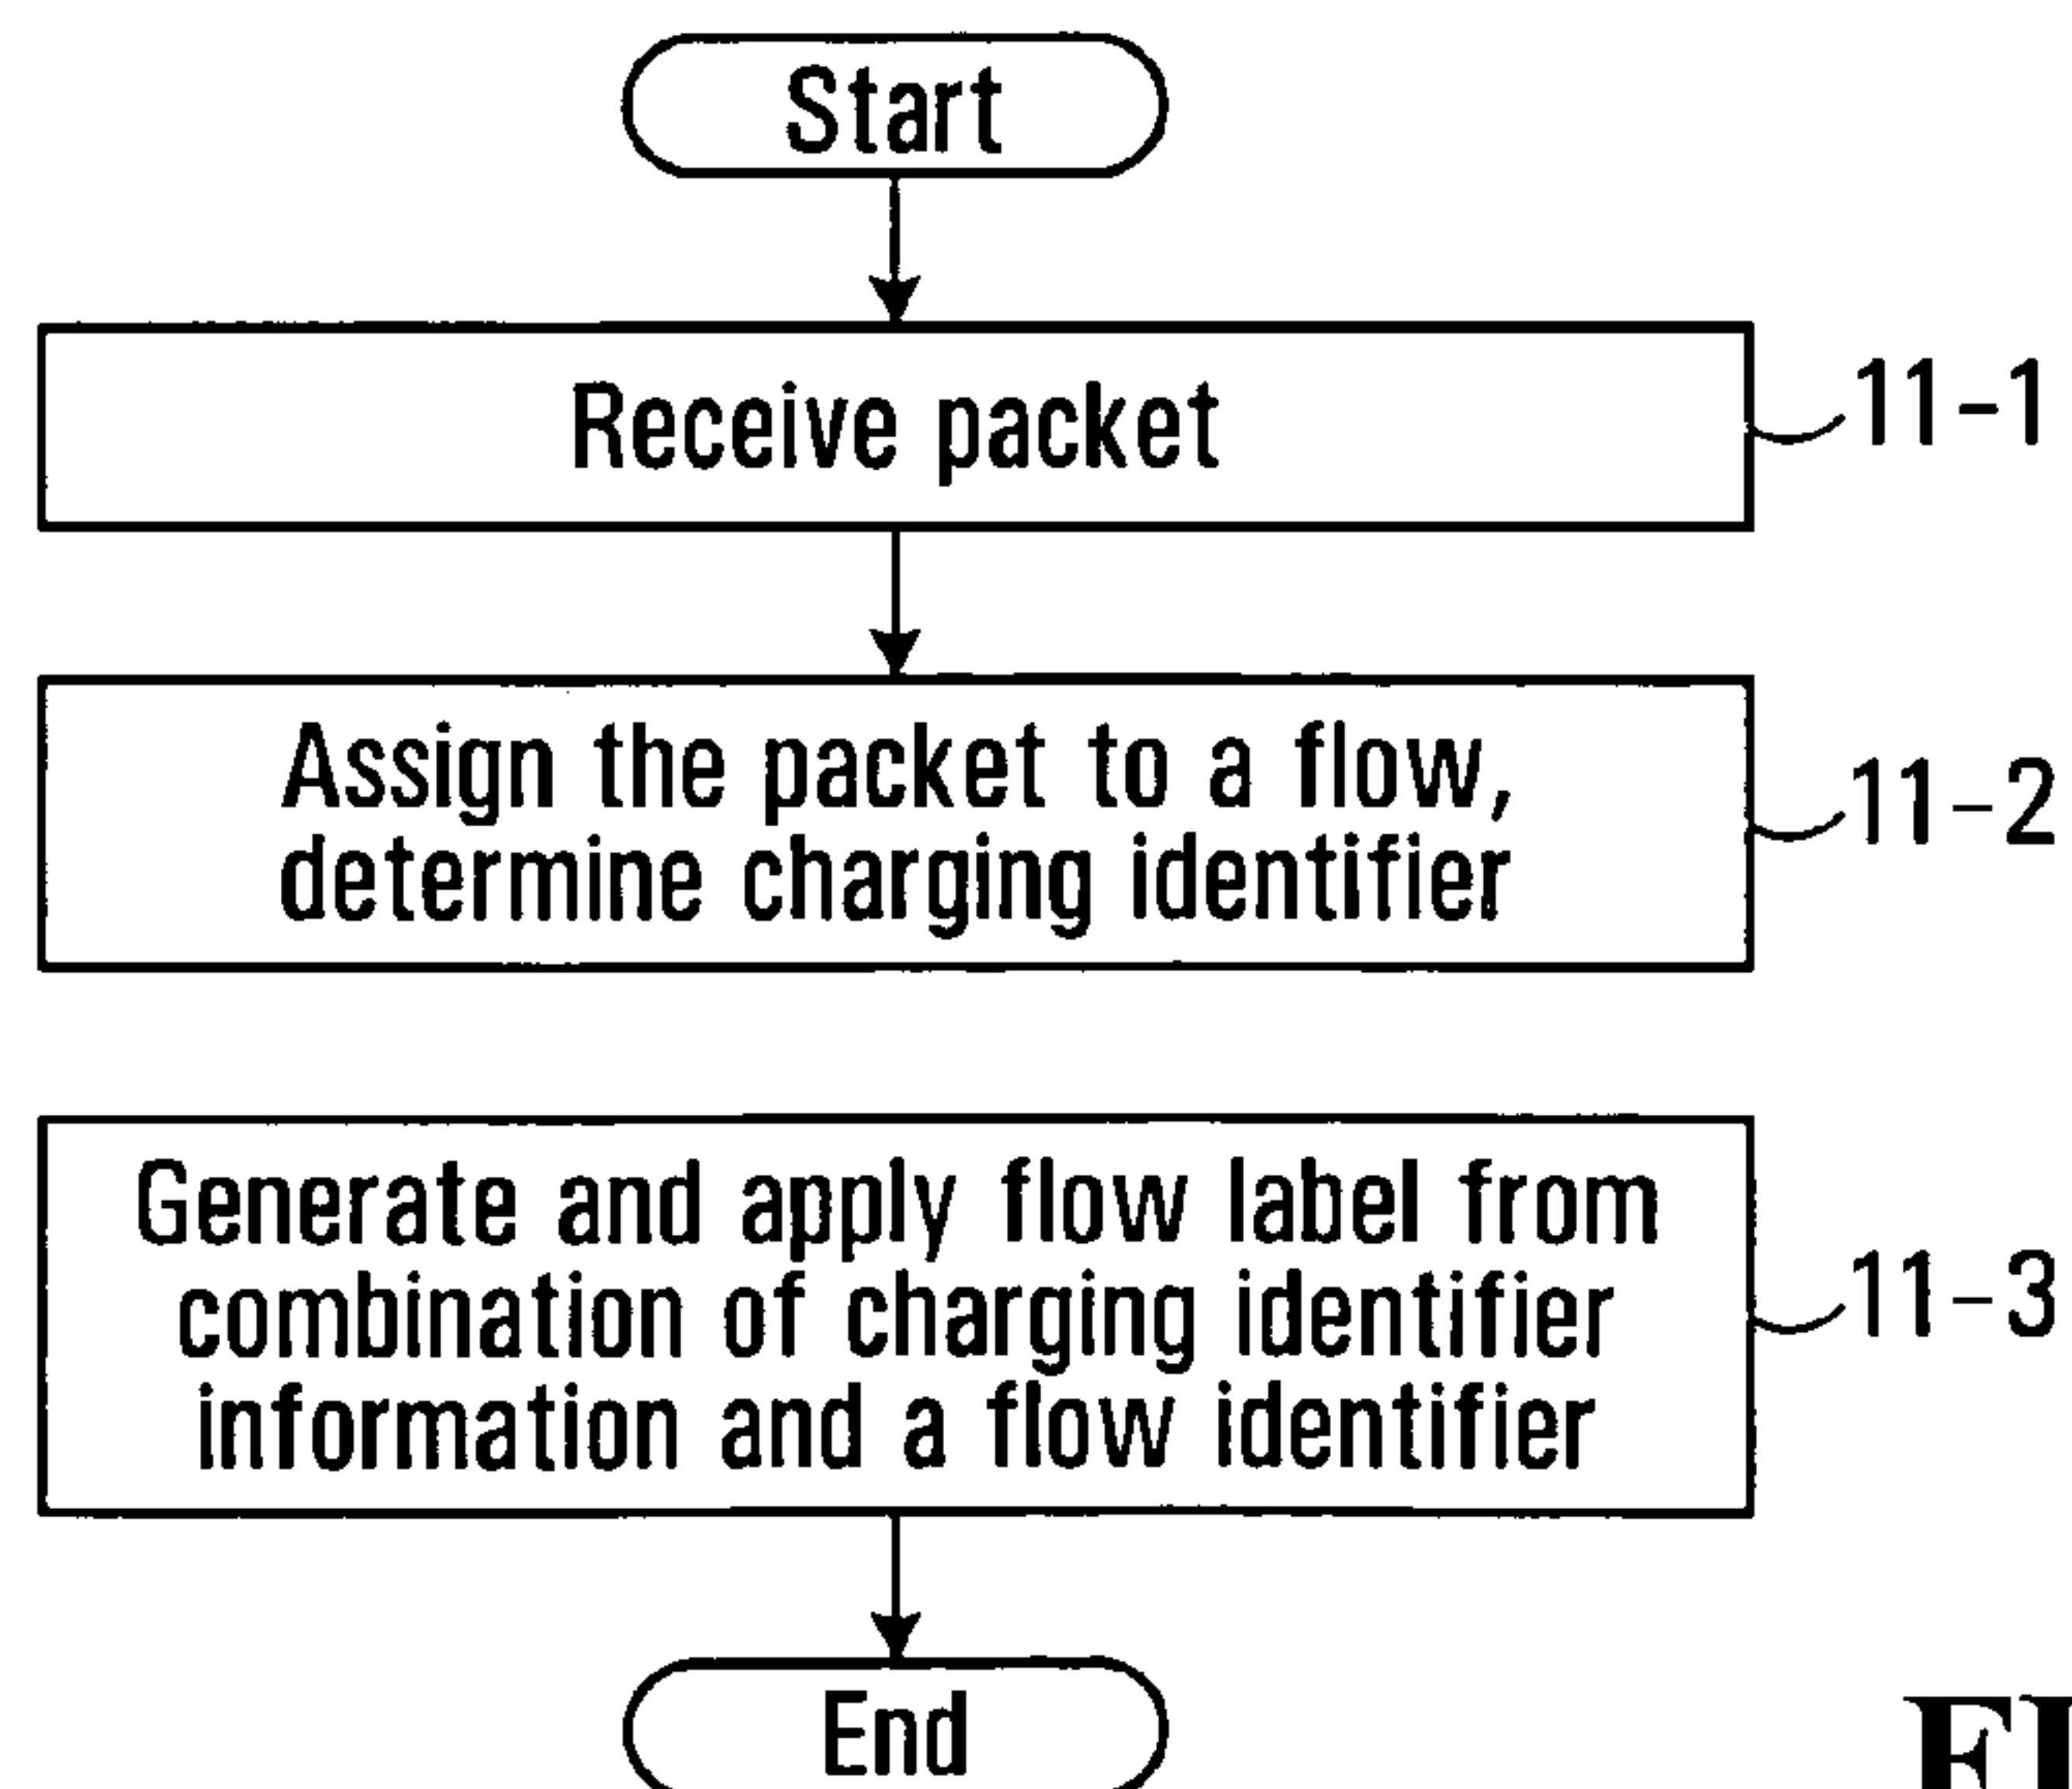 Start
Receive packet
11-1
Assign the packet to a flow,
determine charging identifier
11-2
Generate and apply flow label from
combination of charging identifier
information and a flow identifier
11-3
End